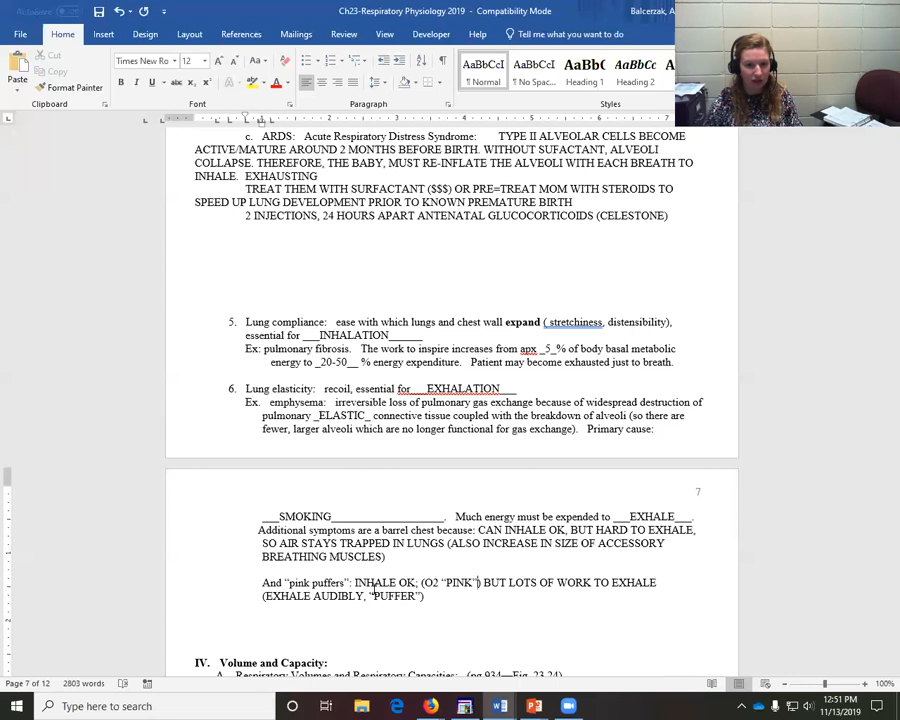 AutoSave
Ch23-Respiratory Physiology 2019 - Compatibility Mode
Balcerzak, A
File Home Insert Design Layout References Mailings Review View Help Tell me what you want to do
Paste
Cut
Copy
Format Painter
Clipboard
Times New Ro 12
Font
Paragraph
AaBbCcI AaBbCcI AaBbC AaBbCc AaBbC
¶ Normal ¶ No Spac... Heading 1 Heading 2
Styles
c. ARDS: Acute Respiratory Distress Syndrome: TYPE II ALVEOLAR CELLS BECOME
ACTIVE/MATURE AROUND 2 MONTHS BEFORE BIRTH. WITHOUT SUFACTANT, ALVEOLI
COLLAPSE. THEREFORE, THE BABY, MUST RE-INFLATE THE ALVEOLI WITH EACH BREATH TO
INHALE. EXHAUSTING
TREAT THEM WITH SURFACTANT ($$$) OR PRE=TREAT MOM WITH STEROIDS TO
SPEED UP LUNG DEVELOPMENT PRIOR TO KNOWN PREMATURE BIRTH
2 INJECTIONS, 24 HOURS APART ANTENATAL GLUCOCORTICOIDS (CELESTONE)
5. Lung compliance: ease with which lungs and chest wall expand ( stretchiness, distensibility),
essential for ___INHALATION______
Ex: pulmonary fibrosis. The work to inspire increases from apx _5_% of body basal metabolic
energy to _20-50__ % energy expenditure. Patient may become exhausted just to breath.
6. Lung elasticity: recoil, essential for___EXHALATION___
Ex. emphysema: irreversible loss of pulmonary gas exchange because of widespread destruction of
pulmonary _ELASTIC_ connective tissue coupled with the breakdown of alveoli (so there are
fewer, larger alveoli which are no longer functional for gas exchange). Primary cause:
7
___SMOKING____________________. Much energy must be expended to ___EXHALE___.
Additional symptoms are a barrel chest because: CAN INHALE OK, BUT HARD TO EXHALE,
SO AIR STAYS TRAPPED IN LUNGS (ALSO INCREASE IN SIZE OF ACCESSORY
BREATHING MUSCLES)
And “pink puffers”: INHALE OK; (O2 “PINK”) BUT LOTS OF WORK TO EXHALE
(EXHALE AUDIBLY, “PUFFER”)
IV. Volume and Capacity:
A. Respiratory Volumes and Respiratory Capacities: (pg 934—Fig. 23.24)
Page 7 of 12 2803 words 100%
Type here to search
12:51 PM
11/13/2019